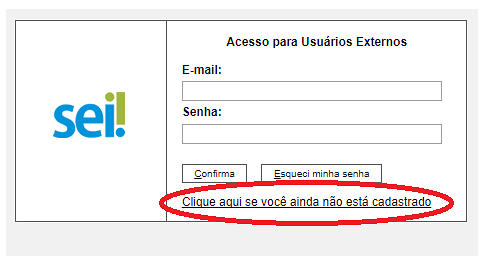 Acesso para Usuários Externos
E-mail:
sei!
Senha:
Confirma Esqueci minha senha
Clique aqui se você ainda não está cadastrado